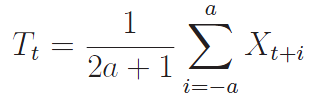 T_t = \frac{1}{2a+1} \sum_{i=-a}^{a} X_{t+i}